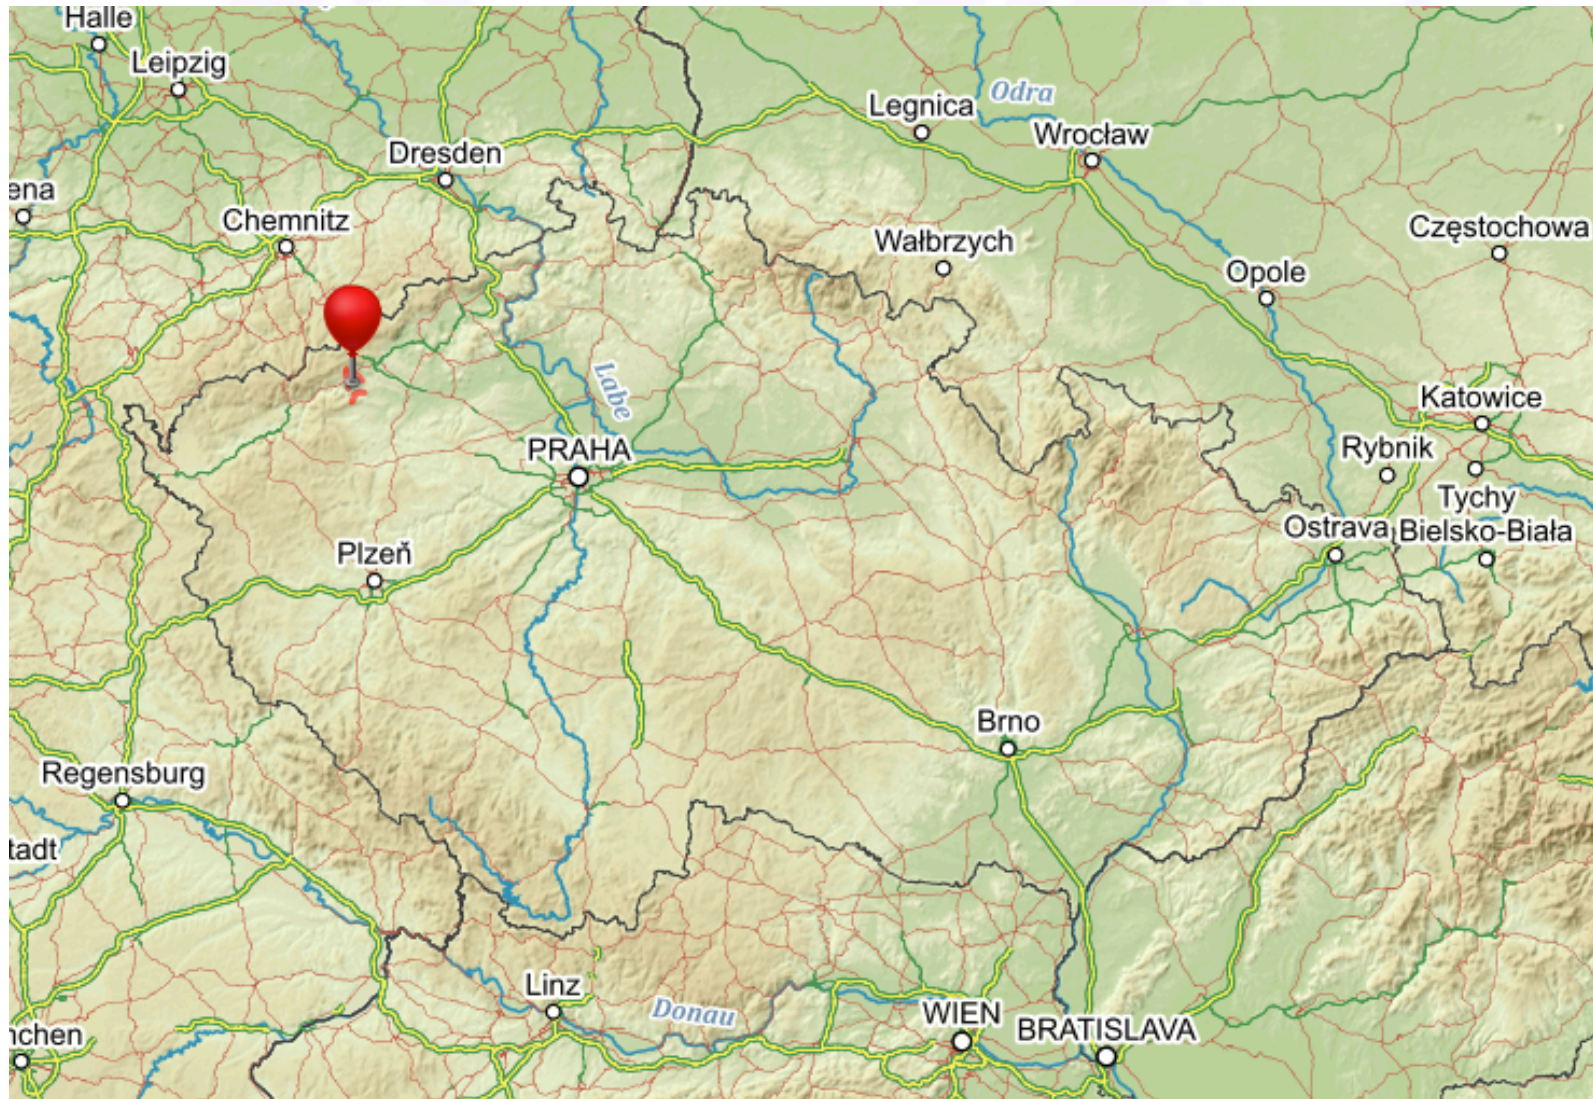 Halle
Leipzig
Dresden
Legnica
Odra
Wrocław
ena
Chemnitz
Wałbrzych
Częstochowa
Opole
Labe
Katowice
PRAHA
Rybnik
Tychy
Ostrava
Bielsko-Biała
Plzeň
Brno
Regensburg
tadt
Linz
Donau
WIEN
BRATISLAVA
nchen